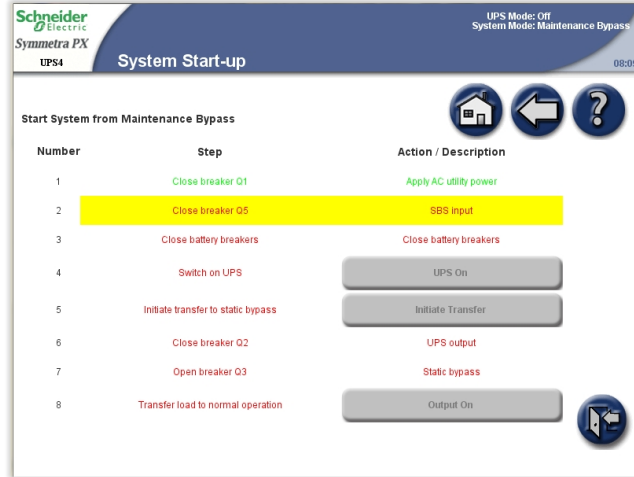 Schneider
Electric
Symmetra PX
UPS4
System Start-up
UPS Mode: Off
System Mode: Maintenance Bypass
08:05
Start System from Maintenance Bypass
?
Number Step Action / Description
1 Close breaker Q1 Apply AC utility power
2 Close breaker Q5 SBS input
3 Close battery breakers Close battery breakers
4 Switch on UPS UPS On
5 Initiate transfer to static bypass Initiate Transfer
6 Close breaker Q2 UPS output
7 Open breaker Q3 Static bypass
8 Transfer load to normal operation Output On